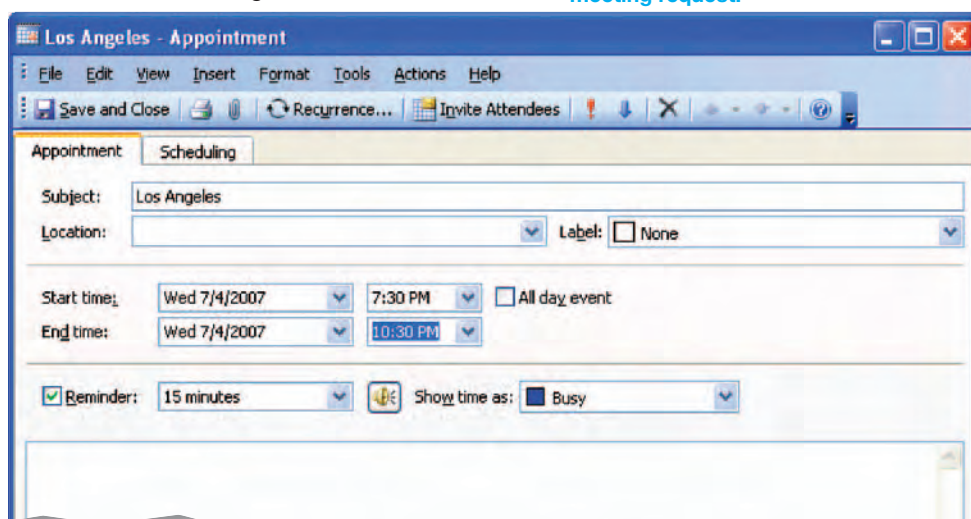 meeting request.
Los Angeles - Appointment
File Edit View Insert Format Tools Actions Help
Save and Close Recurrence... Invite Attendees
Appointment Scheduling
Subject: Los Angeles
Location: Label: None
Start time: Wed 7/4/2007 7:30 PM All day event
End time: Wed 7/4/2007 10:30 PM
Reminder: 15 minutes Show time as: Busy